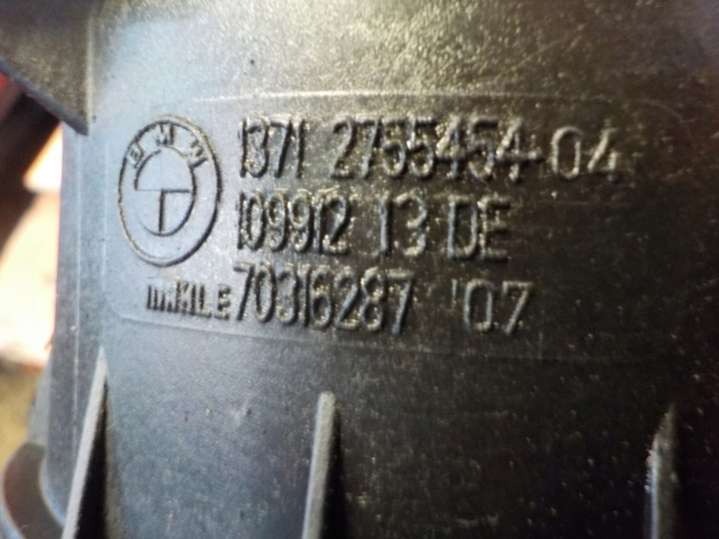 BMW
1371 2755454-04
109912 13 DE
MAHLE 70316287 '07